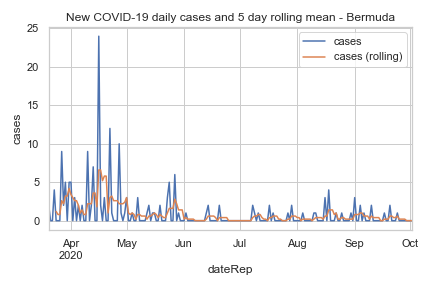 New COVID-19 daily cases and 5 day rolling mean - Bermuda
cases
cases (rolling)
25
20
15
10
5
0
cases
Apr May Jun Jul Aug Sep Oct
2020
dateRep